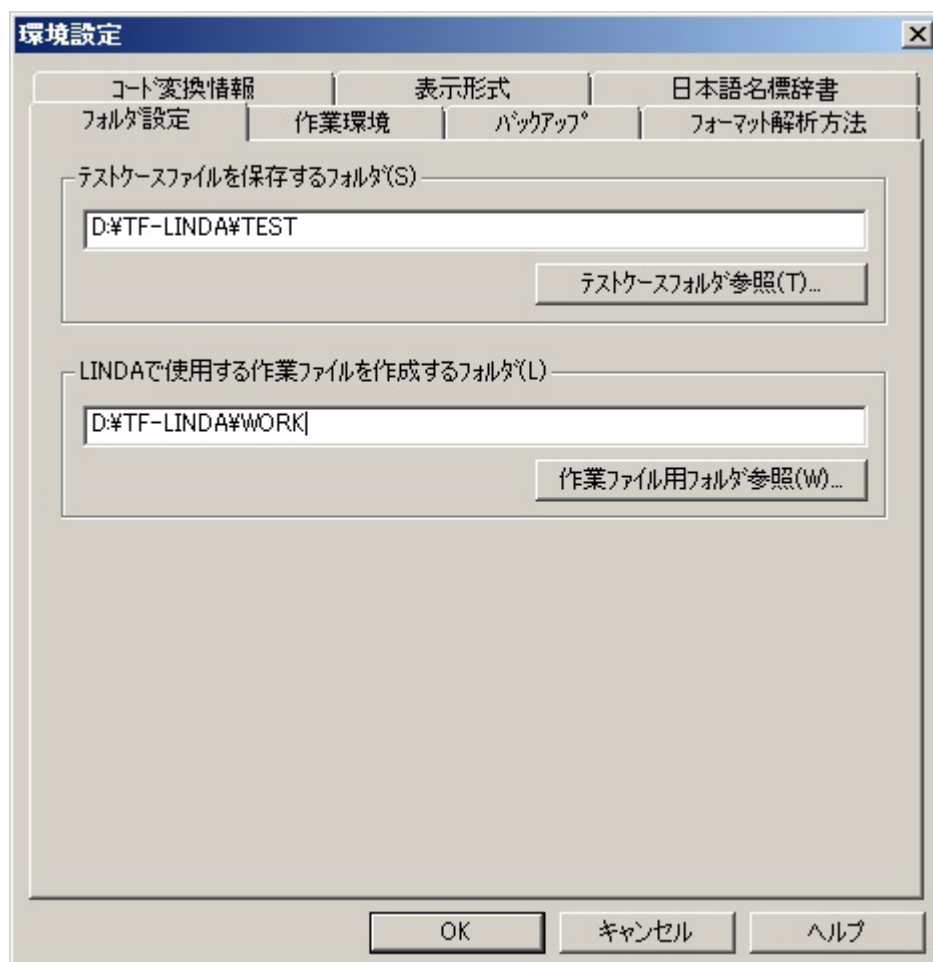 環境設定
コード変換情報 表示形式 日本語名標辞書
フォルダ設定 作業環境 バックアップ フォーマット解析方法
テストケースファイルを保存するフォルダ(S)
D:¥TF-LINDA¥TEST
テストケースフォルダ参照(T)...
LINDAで使用する作業ファイルを作成するフォルダ(L)
D:¥TF-LINDA¥WORK
作業ファイル用フォルダ参照(W)...
OK キャンセル ヘルプ